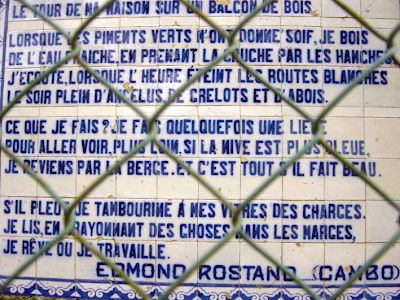 LE TOUR DE MA MAISON SUR UN BALCON DE BOIS.
LORSQUE LES PIMENTS VERTS M'ONT DONNÉ SOIF, JE BOIS
DE L'EAU FRAICHE, EN PRENANT LA CRUCHE PAR LES HANCHES
J'ECOUTE, LORSQUE L'HEURE ÉTEINT LES ROUTES BLANCHES
LE SOIR PLEIN D'ANGELUS, DE GRELOTS ET D'ABOIS.
CE QUE JE FAIS? JE FAIS QUELQUEFOIS UNE LIEUE
POUR ALLER VOIR, PLUS LOIN, SI LA NIVE EST PLUS BLEUE,
JE REVIENS PAR LA BERGE. ET C'EST TOUT S'IL FAIT BEAU.
S'IL PLEUT JE TAMBOURINE À MES VITRES DES CHARGES.
JE LIS, EN CRAYONNANT DES CHOSES DANS LES MARGES,
JE RÊVE OU JE TRAVAILLE.
EDMOND ROSTAND ... (CAMBO)